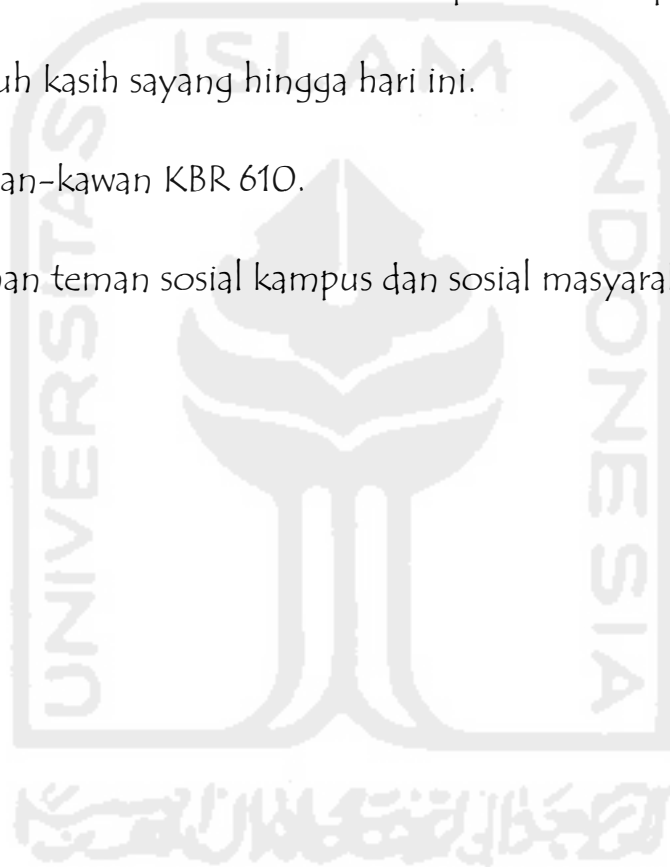 uh kasih sayang hingga hari ini.
an-kawan KBR 610.
an teman sosial kampus dan sosial masyara
ISLAM
UNIVERSITAS
INDONESIA